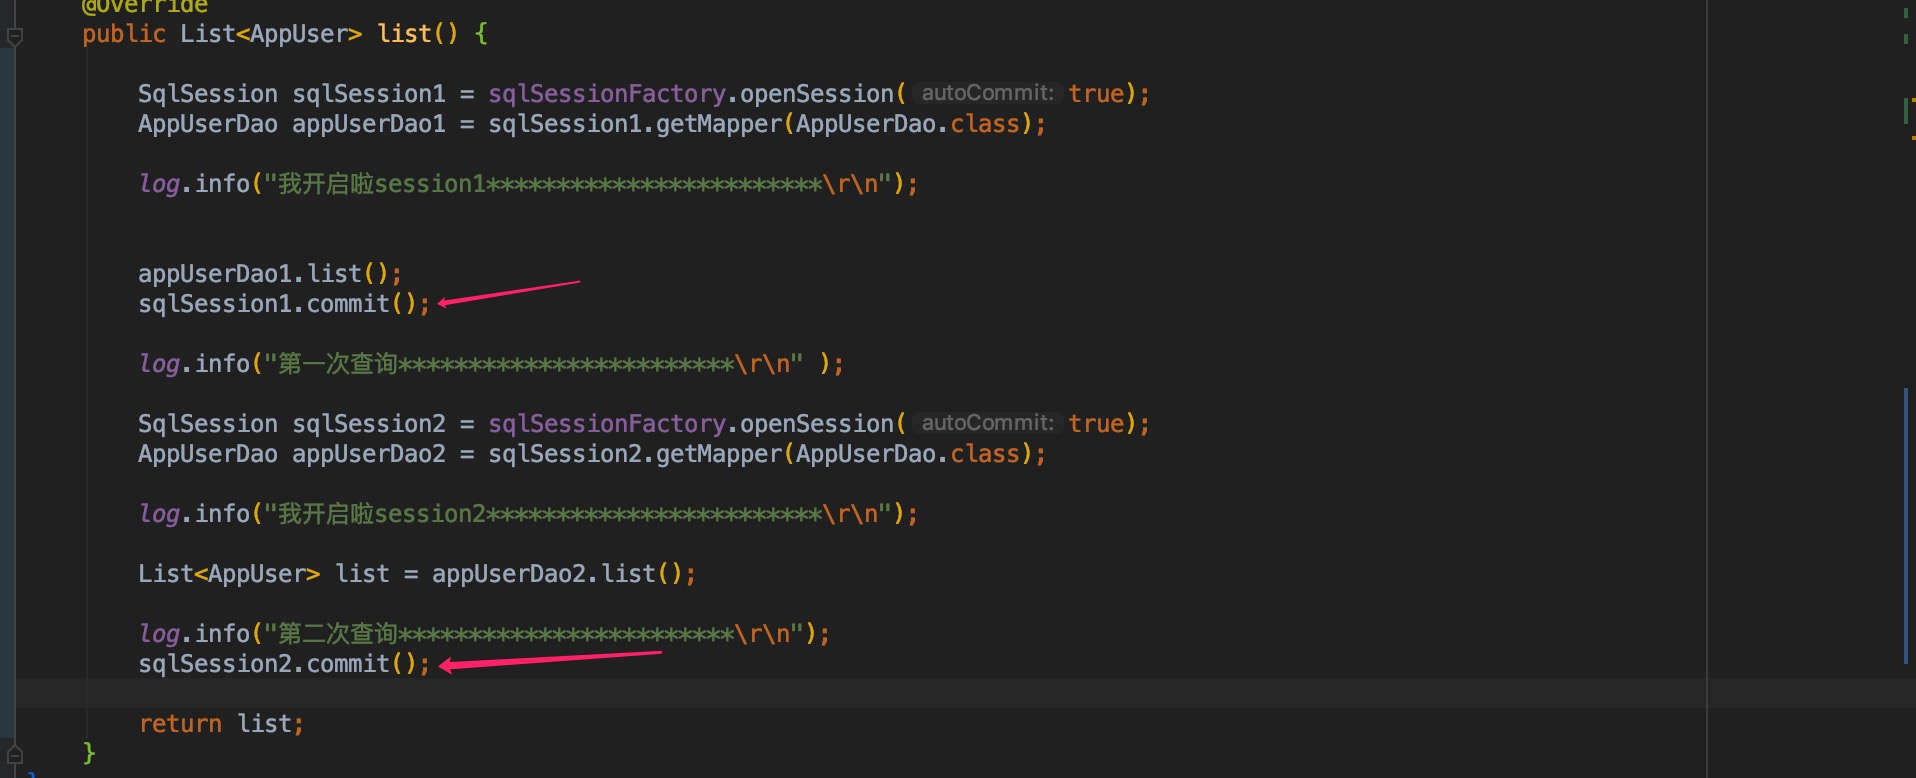 @Override
public List<AppUser> list() {
SqlSession sqlSession1 = sqlSessionFactory.openSession( autoCommit: true);
AppUserDao appUserDao1 = sqlSession1.getMapper(AppUserDao.class);
log.info("我开启啦session1************************\r\n");
appUserDao1.list();
sqlSession1.commit();
log.info("第一次查询************************\r\n" );
SqlSession sqlSession2 = sqlSessionFactory.openSession( autoCommit: true);
AppUserDao appUserDao2 = sqlSession2.getMapper(AppUserDao.class);
log.info("我开启啦session2************************\r\n");
List<AppUser> list = appUserDao2.list();
log.info("第二次查询************************\r\n");
sqlSession2.commit();
return list;
}
}